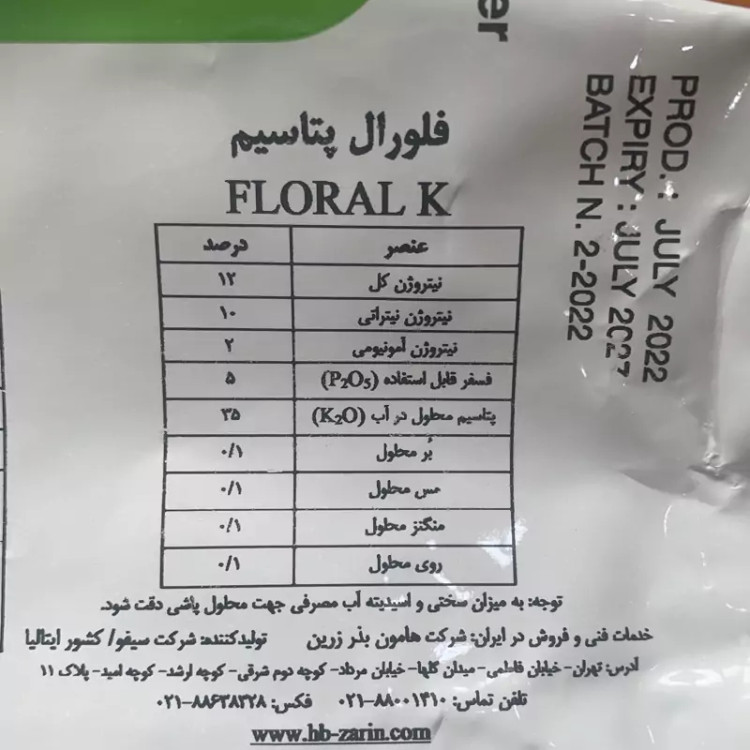 er
PROD.: JULY 2022
EXPIRY: JULY 2027
BATCH N. 2-2022
فلورال پتاسیم
FLORAL K
عنصر درصد
نیتروژن کل ۱۲
نیتروژن نیتراتی ۱۰
نیتروژن آمونیومی ۲
فسفر قابل استفاده (P2O5) ۵
پتاسیم محلول در آب (K2O) ۳۵
بُر محلول ۰/۱
مس محلول ۰/۱
منگنز محلول ۰/۱
روی محلول ۰/۱
توجه: به میزان سختی و اسیدیته آب مصرفی جهت محلول پاشی دقت شود.
خدمات فنی و فروش در ایران: شرکت هامون بذر زرین تولیدکننده: شرکت سیفو/ کشور ایتالیا
آدرس: تهران- خیابان فاطمی- میدان گلها- خیابان مرداد- کوچه دوم شرقی- کوچه ارشد- کوچه امید- پلاک ۱۱
تلفن تماس: ۸۸۰۰۱۴۱۰-۰۲۱ فکس: ۸۸۶۳۸۳۲۸-۰۲۱
www.hb-zarin.com